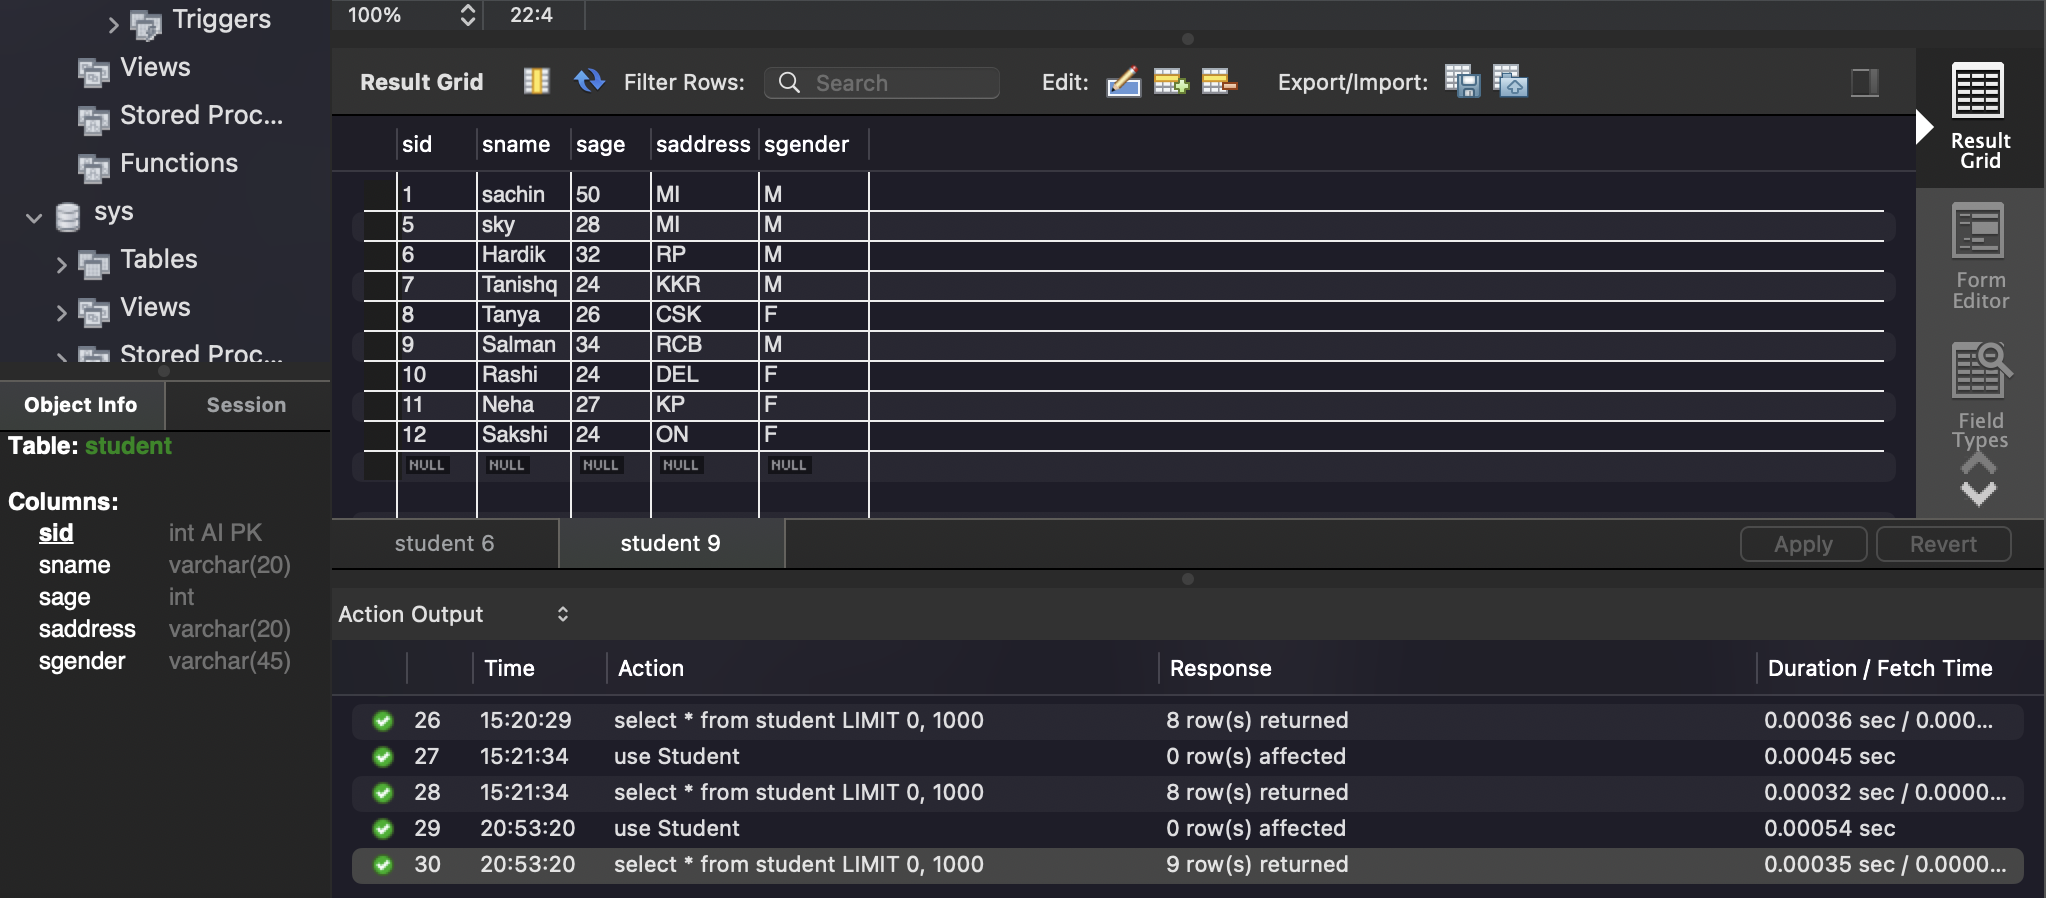 Triggers
Views
Stored Proc...
Functions
sys
Tables
Views
Stored Proc...
Object Info Session
Table: student
Columns:
sid int AI PK
sname varchar(20)
sage int
saddress varchar(20)
sgender varchar(45)
100% 22:4
Result Grid Filter Rows: Search Edit: Export/Import:
sid sname sage saddress sgender
1 sachin 50 MI M
5 sky 28 MI M
6 Hardik 32 RP M
7 Tanishq 24 KKR M
8 Tanya 26 CSK F
9 Salman 34 RCB M
10 Rashi 24 DEL F
11 Neha 27 KP F
12 Sakshi 24 ON F
NULL NULL NULL NULL NULL
Result
Grid
Form
Editor
Field
Types
student 6 student 9 Apply Revert
Action Output
Time Action Response Duration / Fetch Time
26 15:20:29 select * from student LIMIT 0, 1000 8 row(s) returned 0.00036 sec / 0.000...
27 15:21:34 use Student 0 row(s) affected 0.00045 sec
28 15:21:34 select * from student LIMIT 0, 1000 8 row(s) returned 0.00032 sec / 0.0000...
29 20:53:20 use Student 0 row(s) affected 0.00054 sec
30 20:53:20 select * from student LIMIT 0, 1000 9 row(s) returned 0.00035 sec / 0.0000...